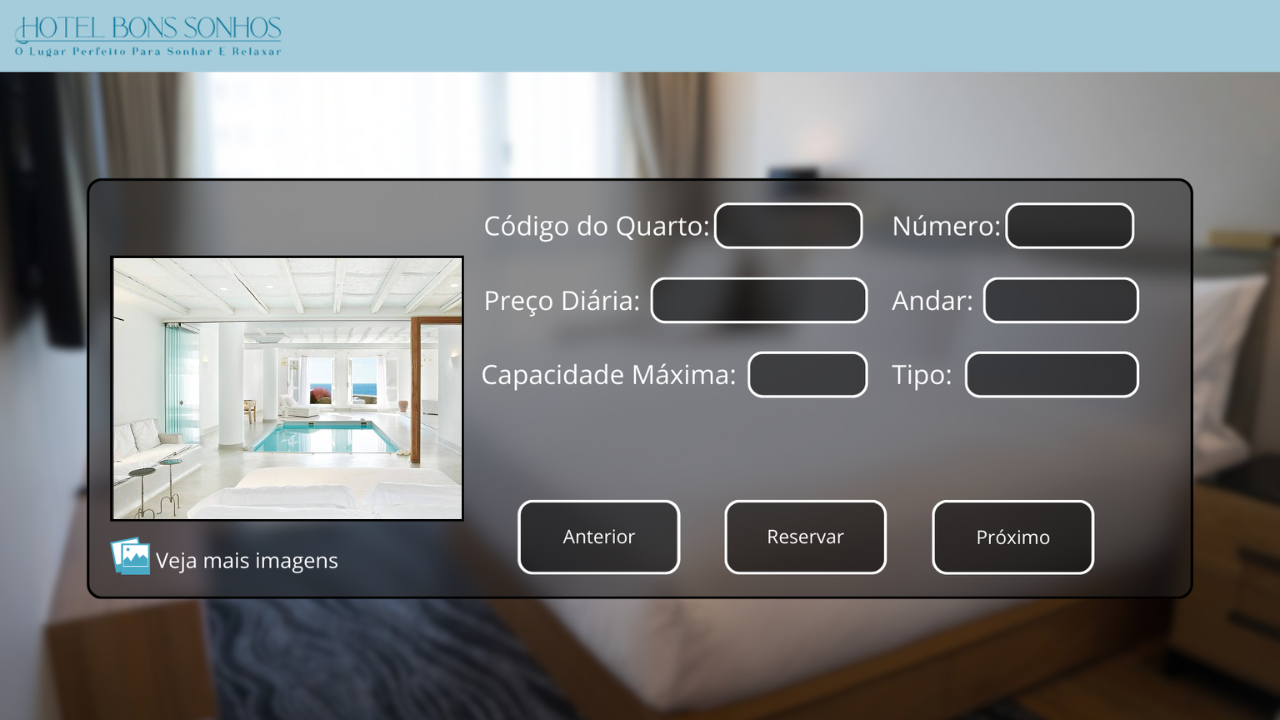 HOTEL BONS SONHOS
O Lugar Perfeito Para Sonhar E Relaxar
Código do Quarto:
Número:
Preço Diária:
Andar:
Capacidade Máxima:
Tipo:
Anterior
Reservar
Próximo
Veja mais imagens